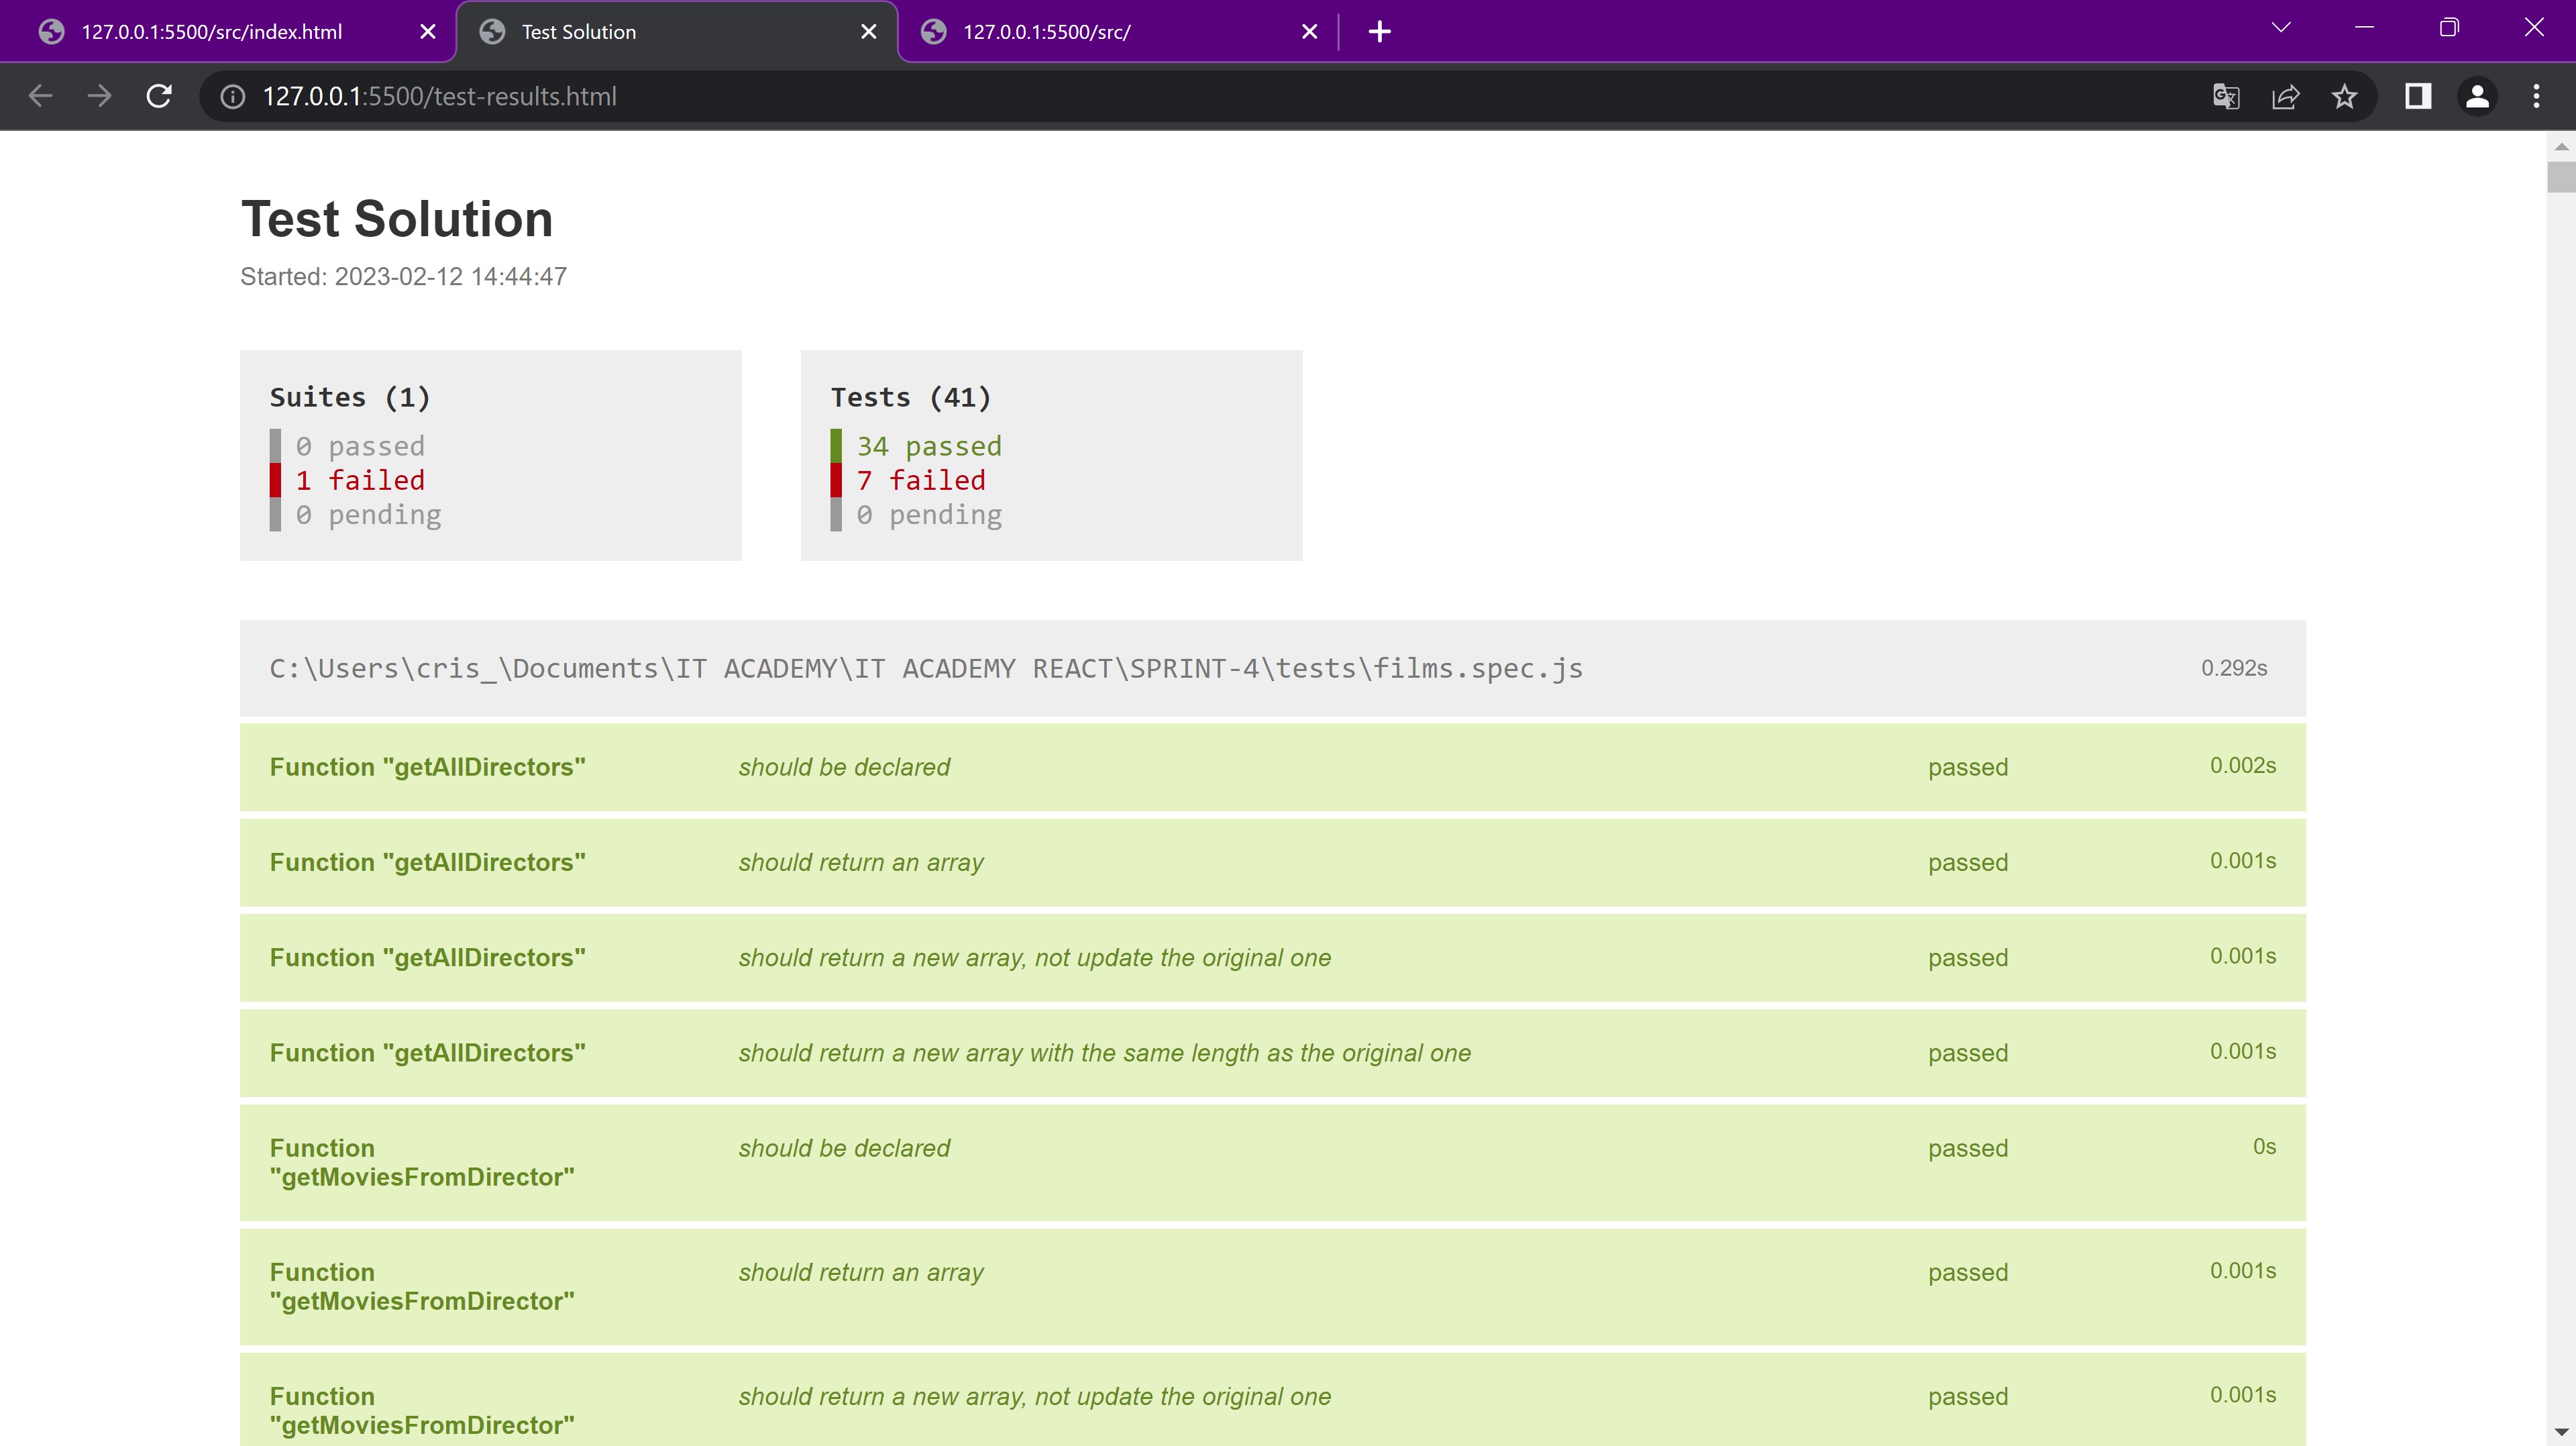 127.0.0.1:5500/src/index.html
Test Solution
127.0.0.1:5500/src/
127.0.0.1:5500/test-results.html
Test Solution
Started: 2023-02-12 14:44:47
Suites (1)
0 passed
1 failed
0 pending
Tests (41)
34 passed
7 failed
0 pending
C:\Users\cris_\Documents\IT ACADEMY\IT ACADEMY REACT\SPRINT-4\tests\films.spec.js 0.292s
Function "getAllDirectors" should be declared passed 0.002s
Function "getAllDirectors" should return an array passed 0.001s
Function "getAllDirectors" should return a new array, not update the original one passed 0.001s
Function "getAllDirectors" should return a new array with the same length as the original one passed 0.001s
Function should be declared passed 0s
"getMoviesFromDirector"
Function should return an array passed 0.001s
"getMoviesFromDirector"
Function should return a new array, not update the original one passed 0.001s
"getMoviesFromDirector"